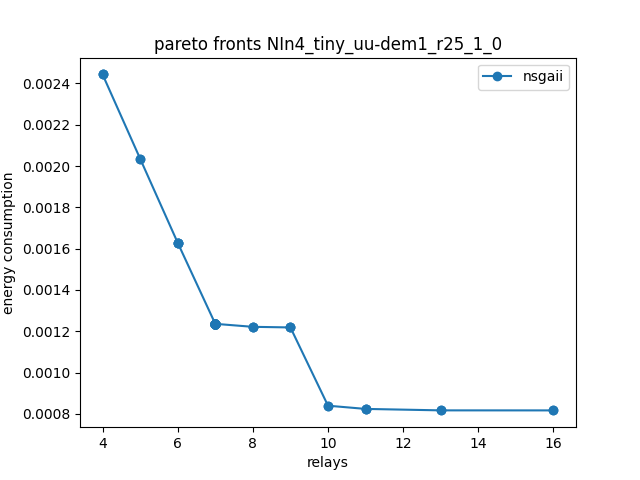 pareto fronts NIn4_tiny_uu-dem1_r25_1_0
nsgaii
0.0024
0.0022
0.0020
0.0018
0.0016
0.0014
0.0012
0.0010
0.0008
energy consumption
4 6 8 10 12 14 16
relays